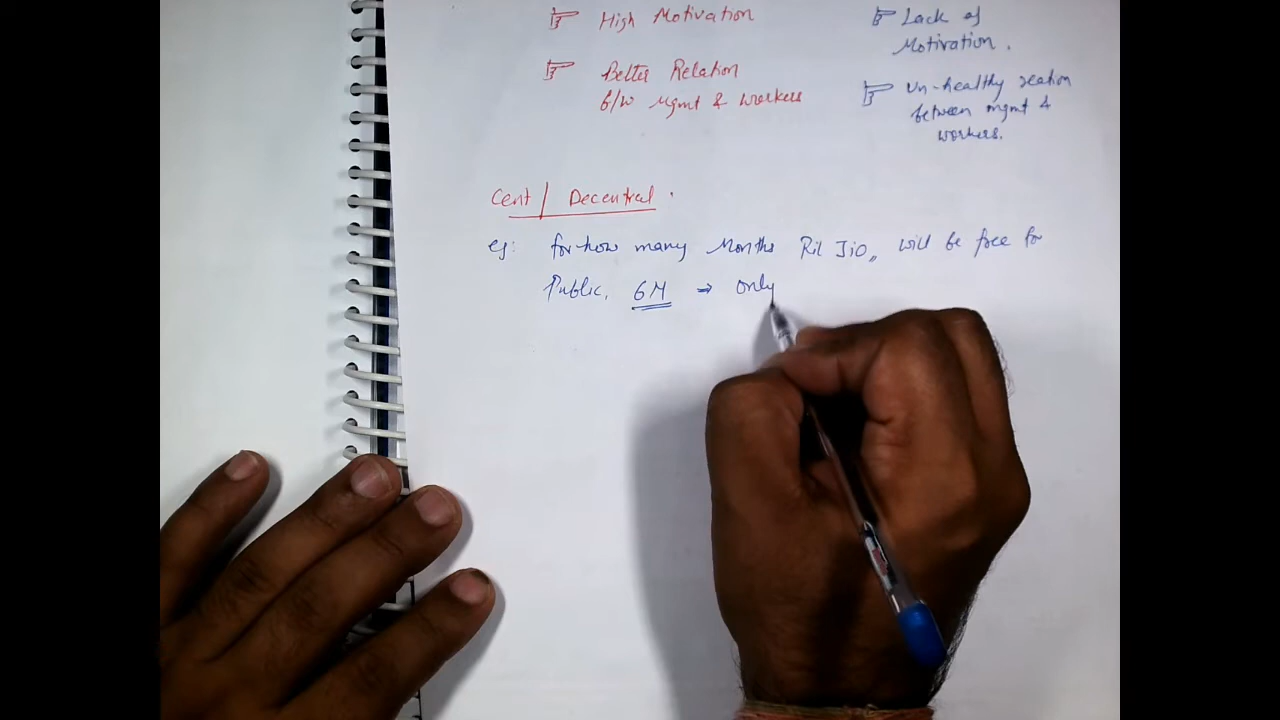 High Motivation
Better Relation
b/w Mgmt & workers
Lack of
Motivation.
Un-healthy reation
between mgmt &
workers.
Cent / Decentral.
eg: for how many Months Ril Jio,, will be free for
Public, 6M → only